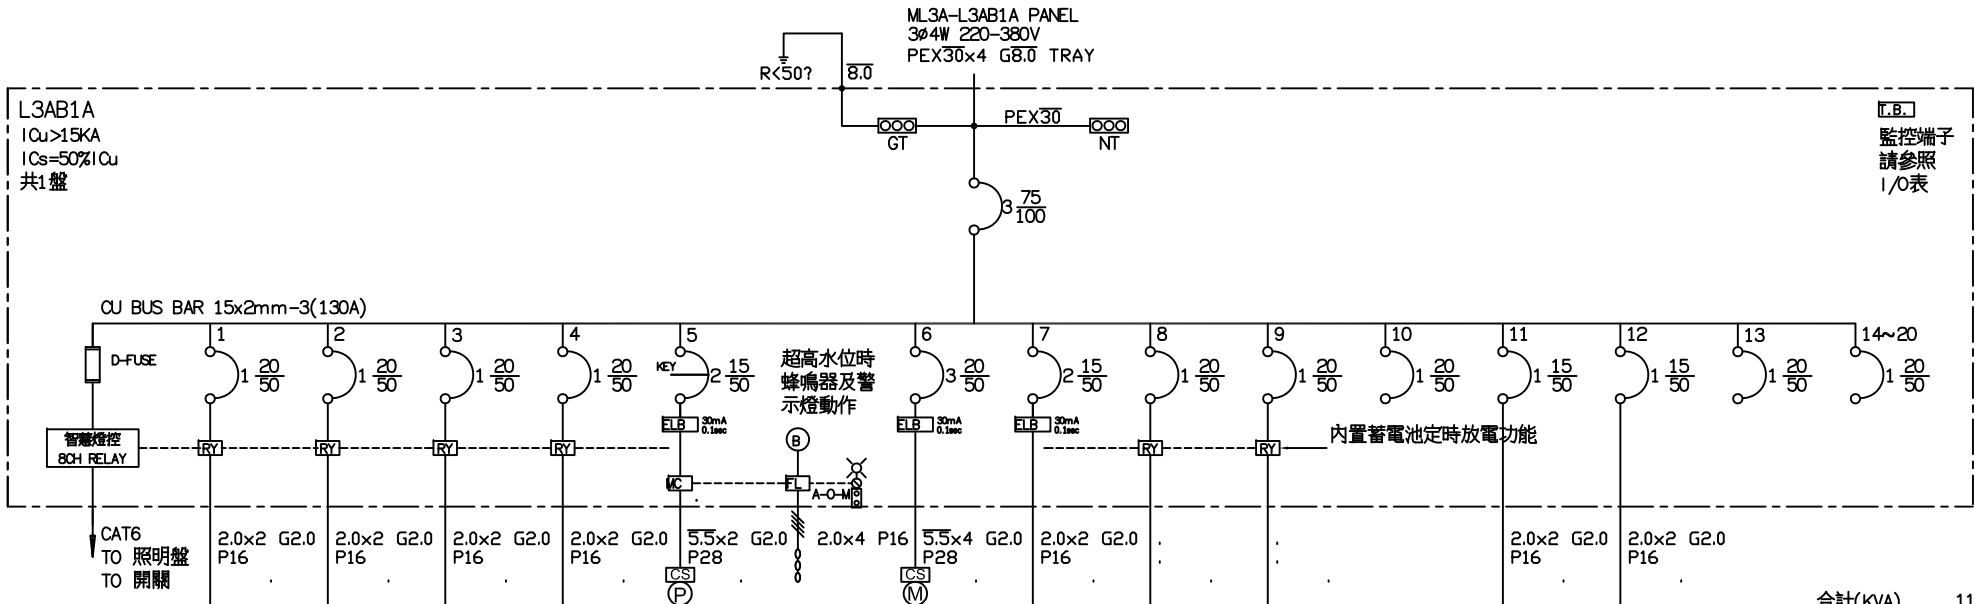 ML3A-L3AB1A PANEL
3ø4W 220-380V
PEX30x4 G8.0 TRAY
R<50?
8.0
L3AB1A
ICu>15KA
ICs=50%ICu
共1盤
GT
PEX30
NT
T.B.
監控端子
請參照
I/O表
3 75
100
CU BUS BAR 15x2mm-3(130A)
D-FUSE
1
1 20
50
2
1 20
50
3
1 20
50
4
1 20
50
5
KEY
2 15
50
超高水位時
蜂鳴器及警
示燈動作
6
3 20
50
7
2 15
50
8
1 20
50
9
1 20
50
10
1 20
50
11
1 15
50
12
1 15
50
13
1 20
50
14~20
1 20
50
ELB 30mA
0.1sec
ELB 30mA
0.1sec
ELB 30mA
0.1sec
智慧燈控
8CH RELAY
RY
RY
RY
RY
B
RY
RY
內置蓄電池定時放電功能
MC
FL
A-O-M
CAT6
TO 照明盤
TO 開關
2.0x2 G2.0
P16
2.0x2 G2.0
P16
2.0x2 G2.0
P16
2.0x2 G2.0
P16
5.5x2 G2.0
P28
2.0x4 P16
5.5x4 G2.0
P28
2.0x2 G2.0
P16
2.0x2 G2.0
P16
2.0x2 G2.0
P16
CS
P
CS
M
合計(KVA) 11